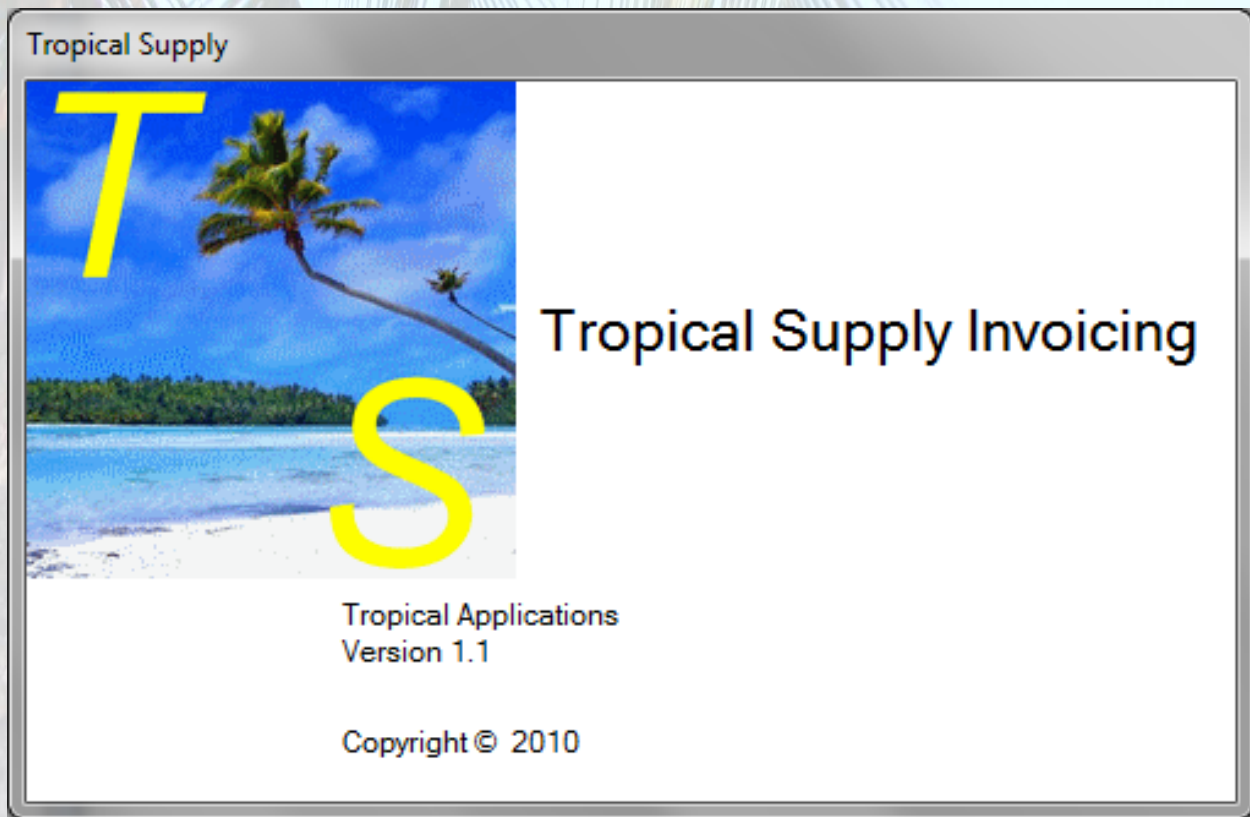 Tropical Supply
T
S
Tropical Supply Invoicing
Tropical Applications
Version 1.1
Copyright © 2010